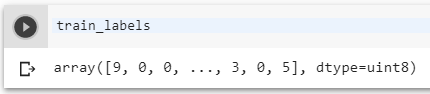 train_labels
array([9, 0, 0, ..., 3, 0, 5], dtype=uint8)